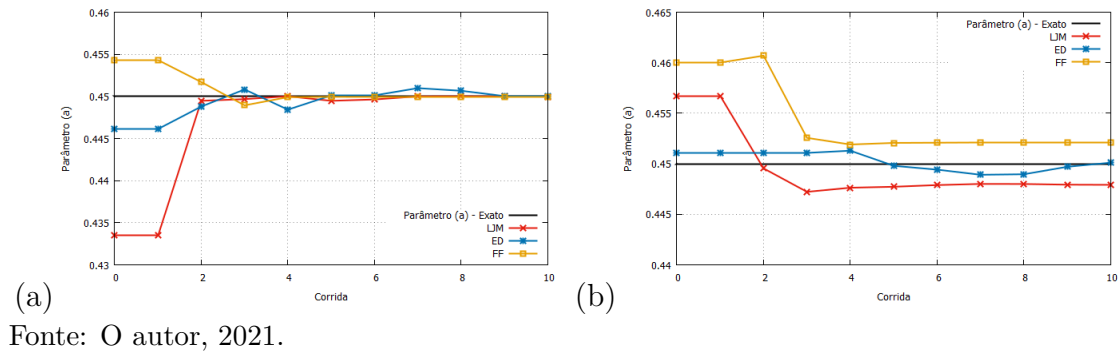 0.46
0.455
0.45
0.445
0.44
0.435
0.43
Parâmetro (a)
0 2 4 6 8 10
Corrida
Parâmetro (a) - Exato
LJM
ED
FF
(a)
0.465
0.46
0.455
0.45
0.445
0.44
Parâmetro (a)
0 2 4 6 8 10
Corrida
Parâmetro (a) - Exato
LJM
ED
FF
(b)
Fonte: O autor, 2021.